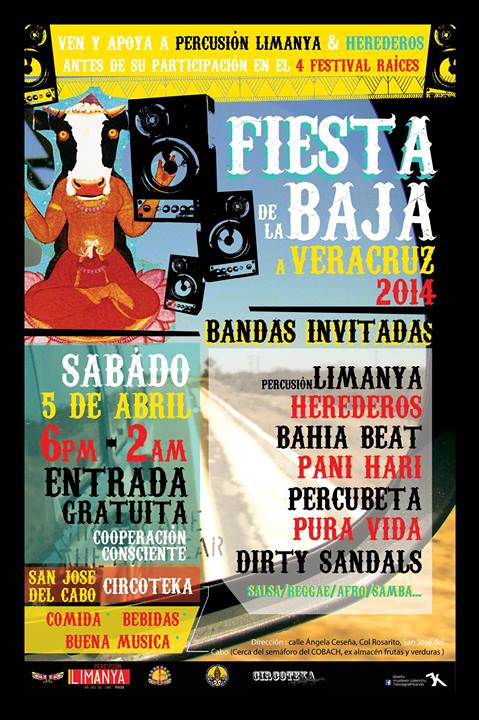 VEN Y APOYA A PERCUSIÓN LIMANYA & HEREDEROS
ANTES DE SU PARTICIPACIÓN EN EL 4 FESTIVAL RAÍCES
FIESTA
DE LA BAJA
A VERACRUZ
2014
BANDAS INVITADAS
SABÁDO
5 DE ABRIL
6PM - 2AM
ENTRADA
GRATUITA
COOPERACIÓN
CONSCIENTE
SAN JOSE
DEL CABO
CIRCOTEKA
COMIDA BEBIDAS
BUENA MUSICA
PERCUSIÓN LIMANYA
HEREDEROS
BAHIA BEAT
PANI HARI
PERCUBETA
PURA VIDA
DIRTY SANDALS
SALSA/REGGAE/AFRO/SAMBA...
Dirección : calle Ángela Ceseña, Col Rosarito, San josé del
Cabo (Cerca del semáforo del COBACH, ex almacén frutas y verduras )
PERCUSIÓN
LIMANYA
CIRCOTEKA
diseño